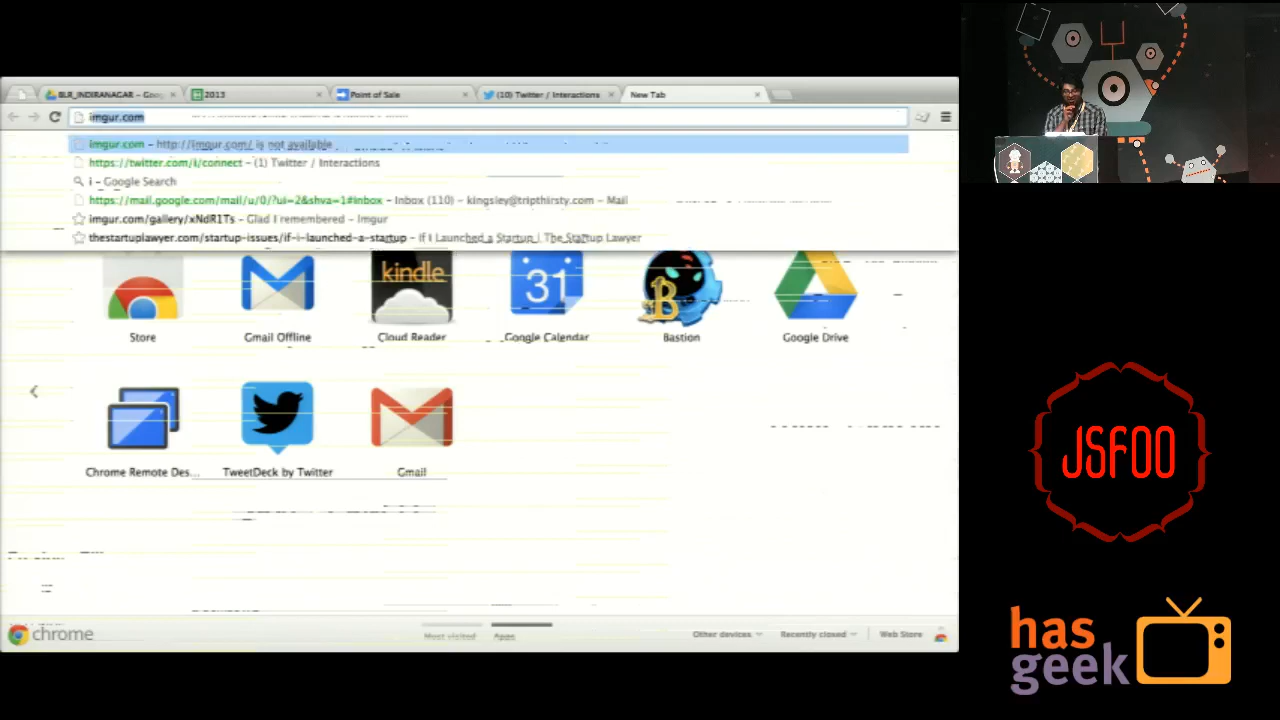 BLR_INDIRANAGAR – Goo
2013
Point of Sale
(10) Twitter / Interactions
New Tab
imgur.com
imgur.com – http://imgur.com/ is not available
https://twitter.com/i/connect – (1) Twitter / Interactions
i – Google Search
https://mail.google.com/mail/u/0/?ui=2&shva=1#inbox – Inbox (110) – kingsley@tripthirsty.com – Mail
imgur.com/gallery/xNdR1Ts – Glad I remembered – Imgur
thestartuplawyer.com/startup-issues/if-i-launched-a-startup – If I Launched a Startup | The Startup Lawyer
kindle
31
B
Store
Gmail Offline
Cloud Reader
Google Calendar
Bastion
Google Drive
Chrome Remote Des...
TweetDeck by Twitter
Gmail
chrome
Most visited
Apps
Other devices
Recently closed
Web Store
JSFOO
has
geek